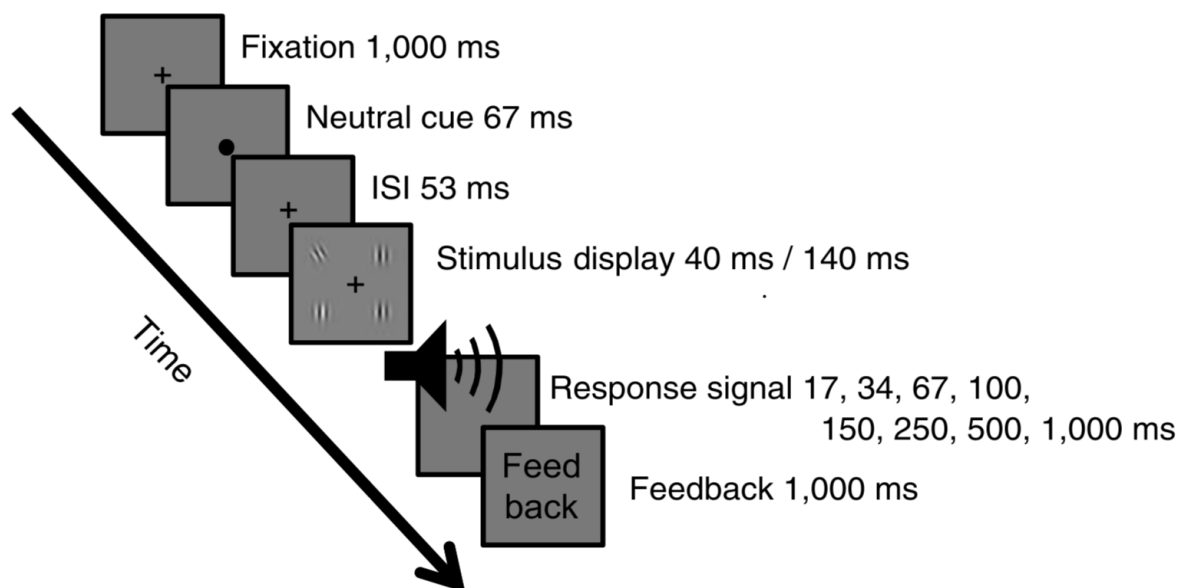 Fixation 1,000 ms
Neutral cue 67 ms
ISI 53 ms
Stimulus display 40 ms / 140 ms
Time
Response signal 17, 34, 67, 100,
150, 250, 500, 1,000 ms
Feed
back
Feedback 1,000 ms